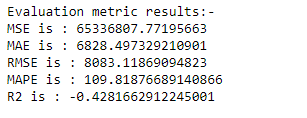 Evaluation metric results:-
MSE is : 65336807.77195663
MAE is : 6828.497329210901
RMSE is : 8083.11869094823
MAPE is : 109.81876689140866
R2 is : -0.4281662912245001